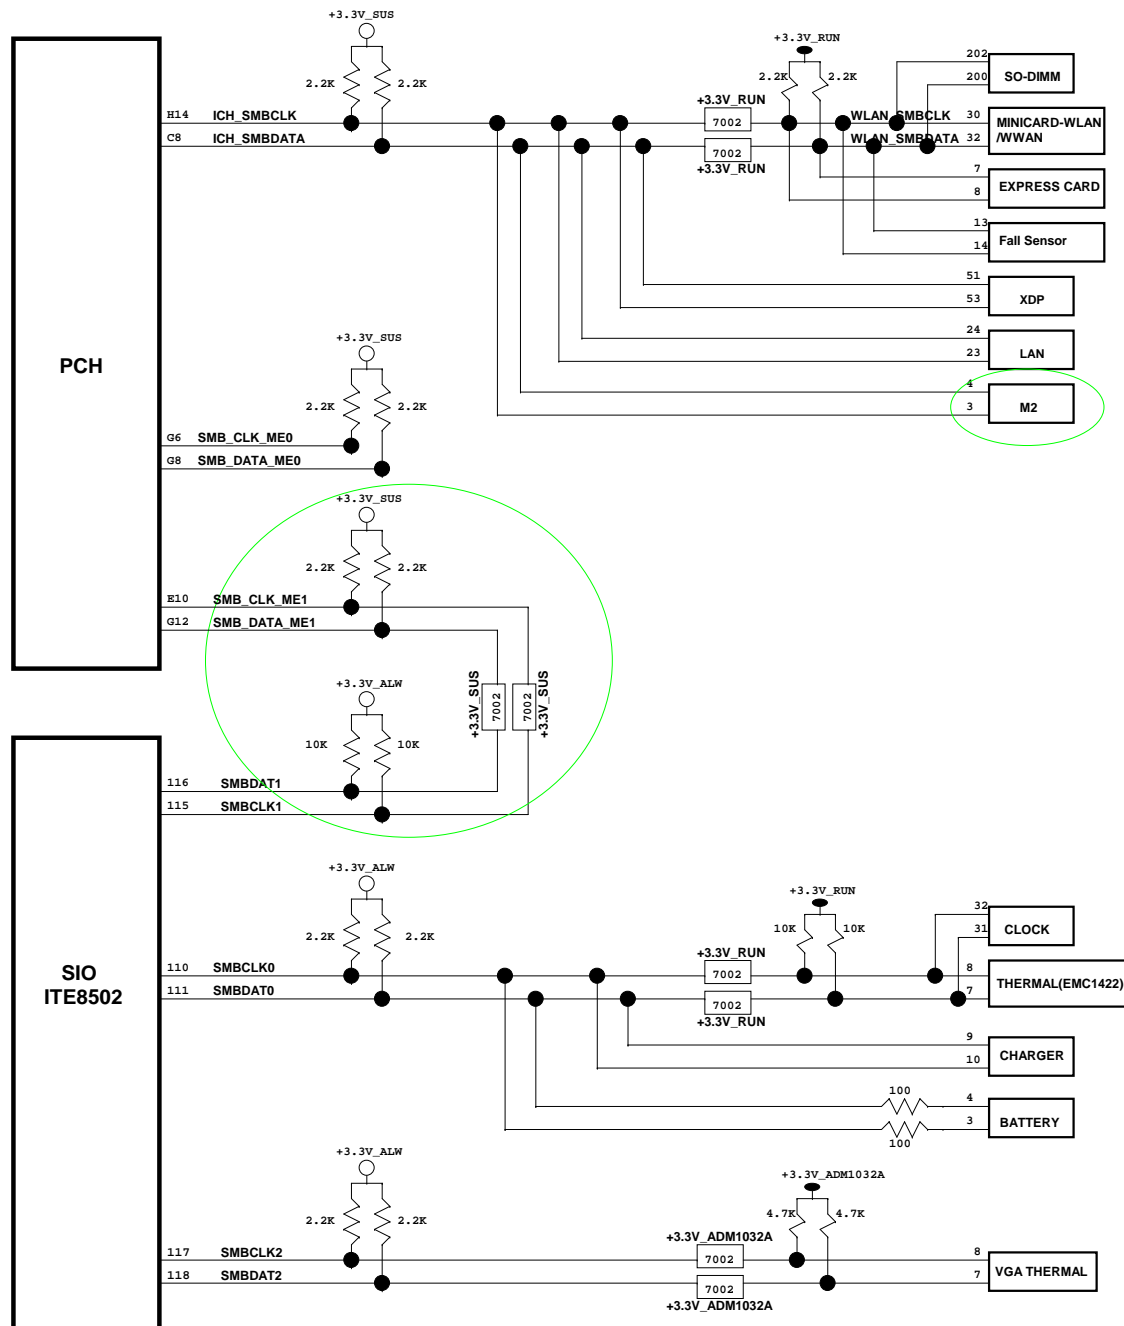 +3.3V_SUS
+3.3V_RUN
202
200
SO-DIMM
2.2K
2.2K
2.2K
2.2K
+3.3V_RUN
H14
ICH_SMBCLK
7002
WLAN_SMBCLK
30
MINICARD-WLAN
/WWAN
C8
ICH_SMBDATA
7002
WLAN_SMBDATA
32
+3.3V_RUN
7
8
EXPRESS CARD
13
14
Fall Sensor
51
53
XDP
24
23
LAN
4
3
M2
PCH
+3.3V_SUS
2.2K
2.2K
G6
SMB_CLK_ME0
G8
SMB_DATA_ME0
+3.3V_SUS
2.2K
2.2K
E10
SMB_CLK_ME1
G12
SMB_DATA_ME1
+3.3V_SUS
7002
7002
+3.3V_SUS
+3.3V_ALW
10K
10K
116
SMBDAT1
115
SMBCLK1
SIO
ITE8502
+3.3V_ALW
2.2K
2.2K
+3.3V_RUN
10K
10K
32
31
CLOCK
+3.3V_RUN
110
SMBCLK0
7002
8
THERMAL(EMC1422)
111
SMBDAT0
7002
7
+3.3V_RUN
9
10
CHARGER
100
4
3
BATTERY
100
+3.3V_ALW
2.2K
2.2K
+3.3V_ADM1032A
4.7K
4.7K
+3.3V_ADM1032A
117
SMBCLK2
7002
8
VGA THERMAL
118
SMBDAT2
7002
7
+3.3V_ADM1032A